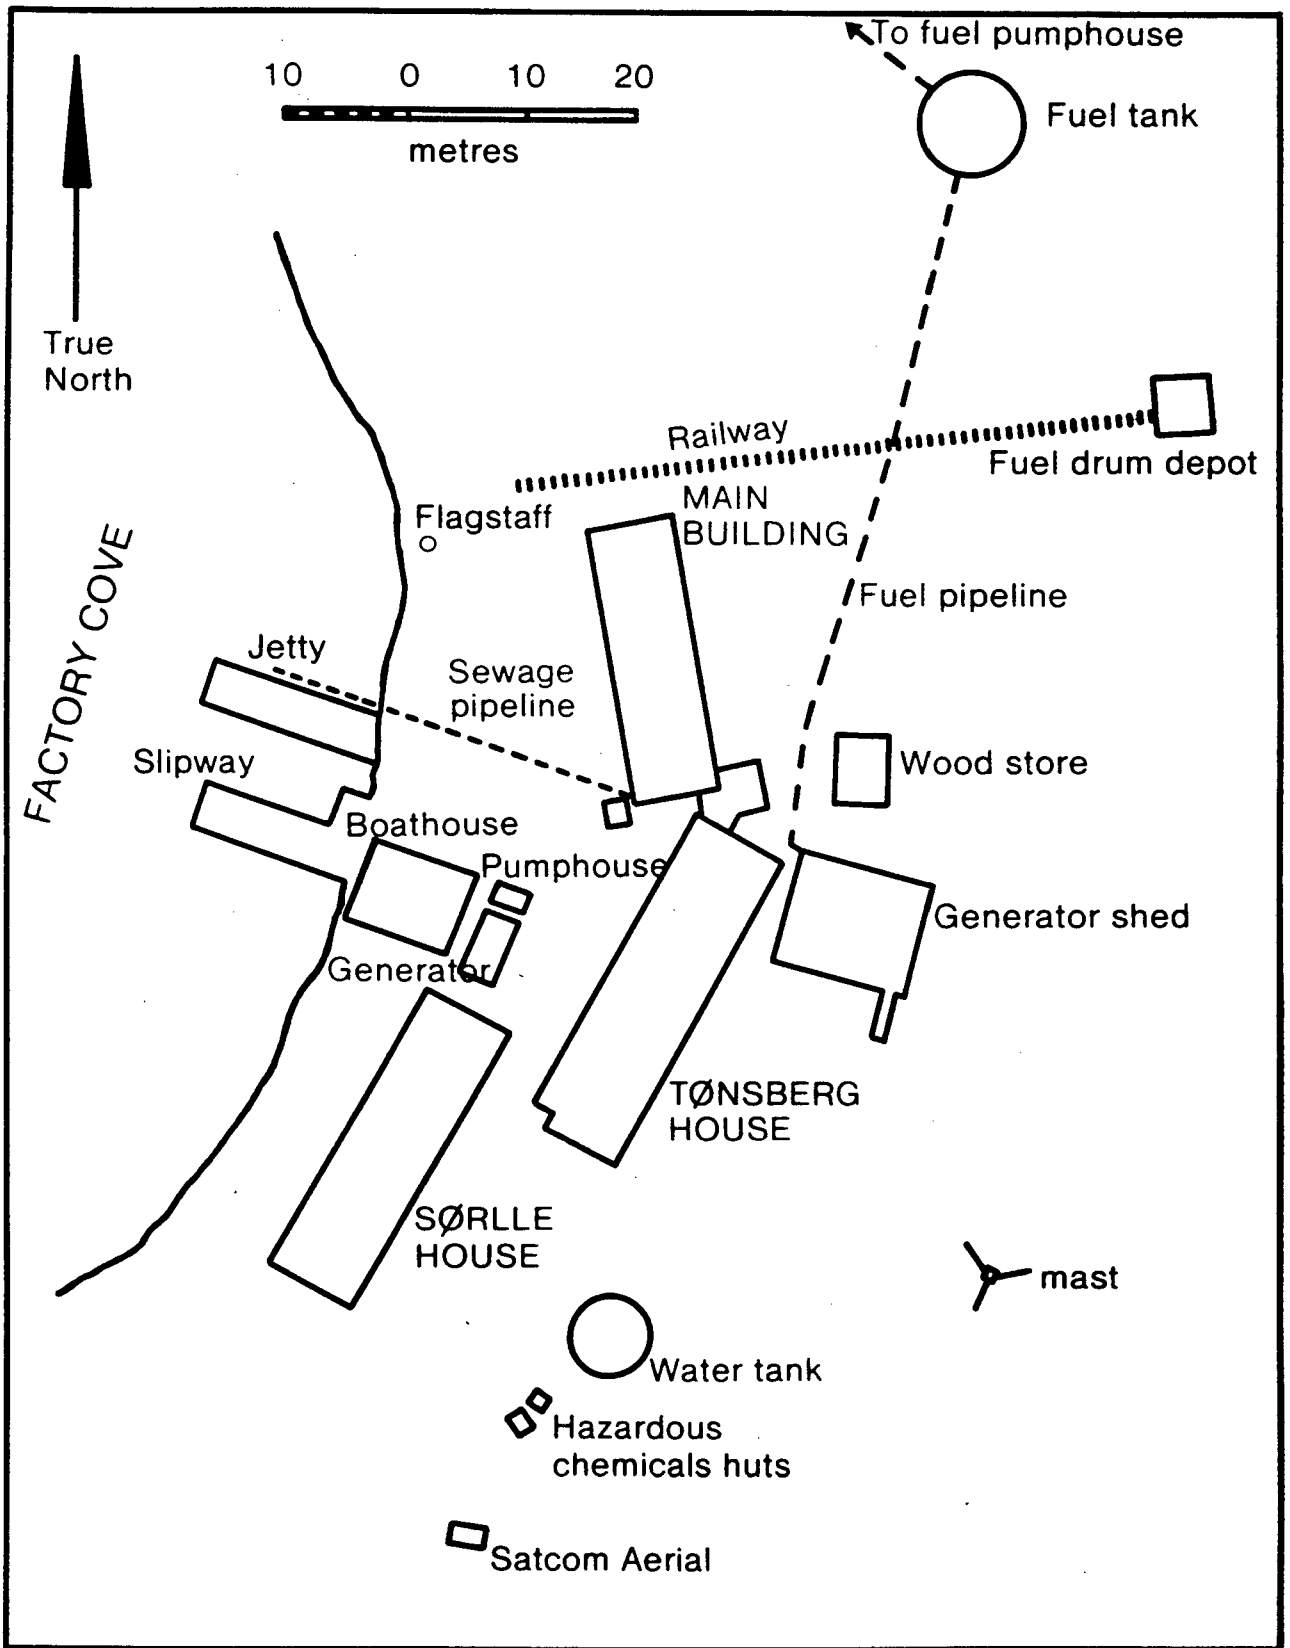 To fuel pumphouse
10 0 10 20
metres
Fuel tank
True
North
Railway
Fuel drum depot
MAIN
BUILDING
Flagstaff
FACTORY COVE
Fuel pipeline
Jetty
Sewage
pipeline
Slipway
Wood store
Boathouse
Pumphouse
Generator shed
Generator
TØNSBERG
HOUSE
SØRLLE
HOUSE
mast
Water tank
Hazardous
chemicals huts
Satcom Aerial